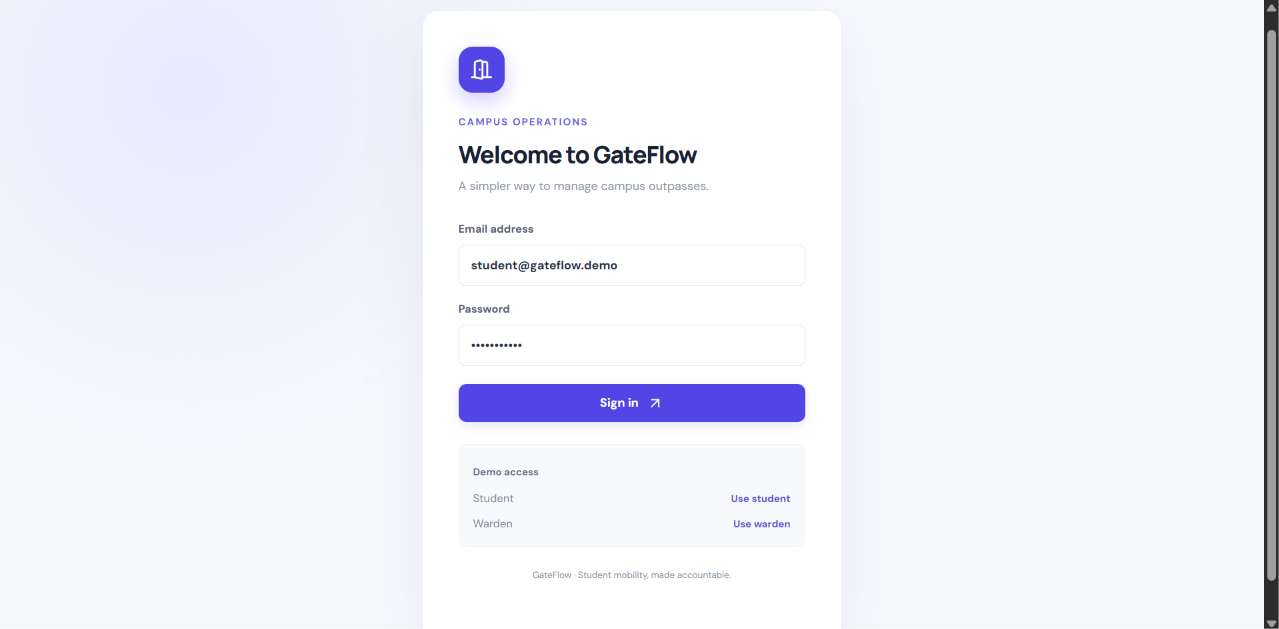 CAMPUS OPERATIONS
Welcome to GateFlow
A simpler way to manage campus outpasses.
Email address
student@gateflow.demo
Password
•••••••••••
Sign in
Demo access
Student Use student
Warden Use warden
GateFlow · Student mobility, made accountable.